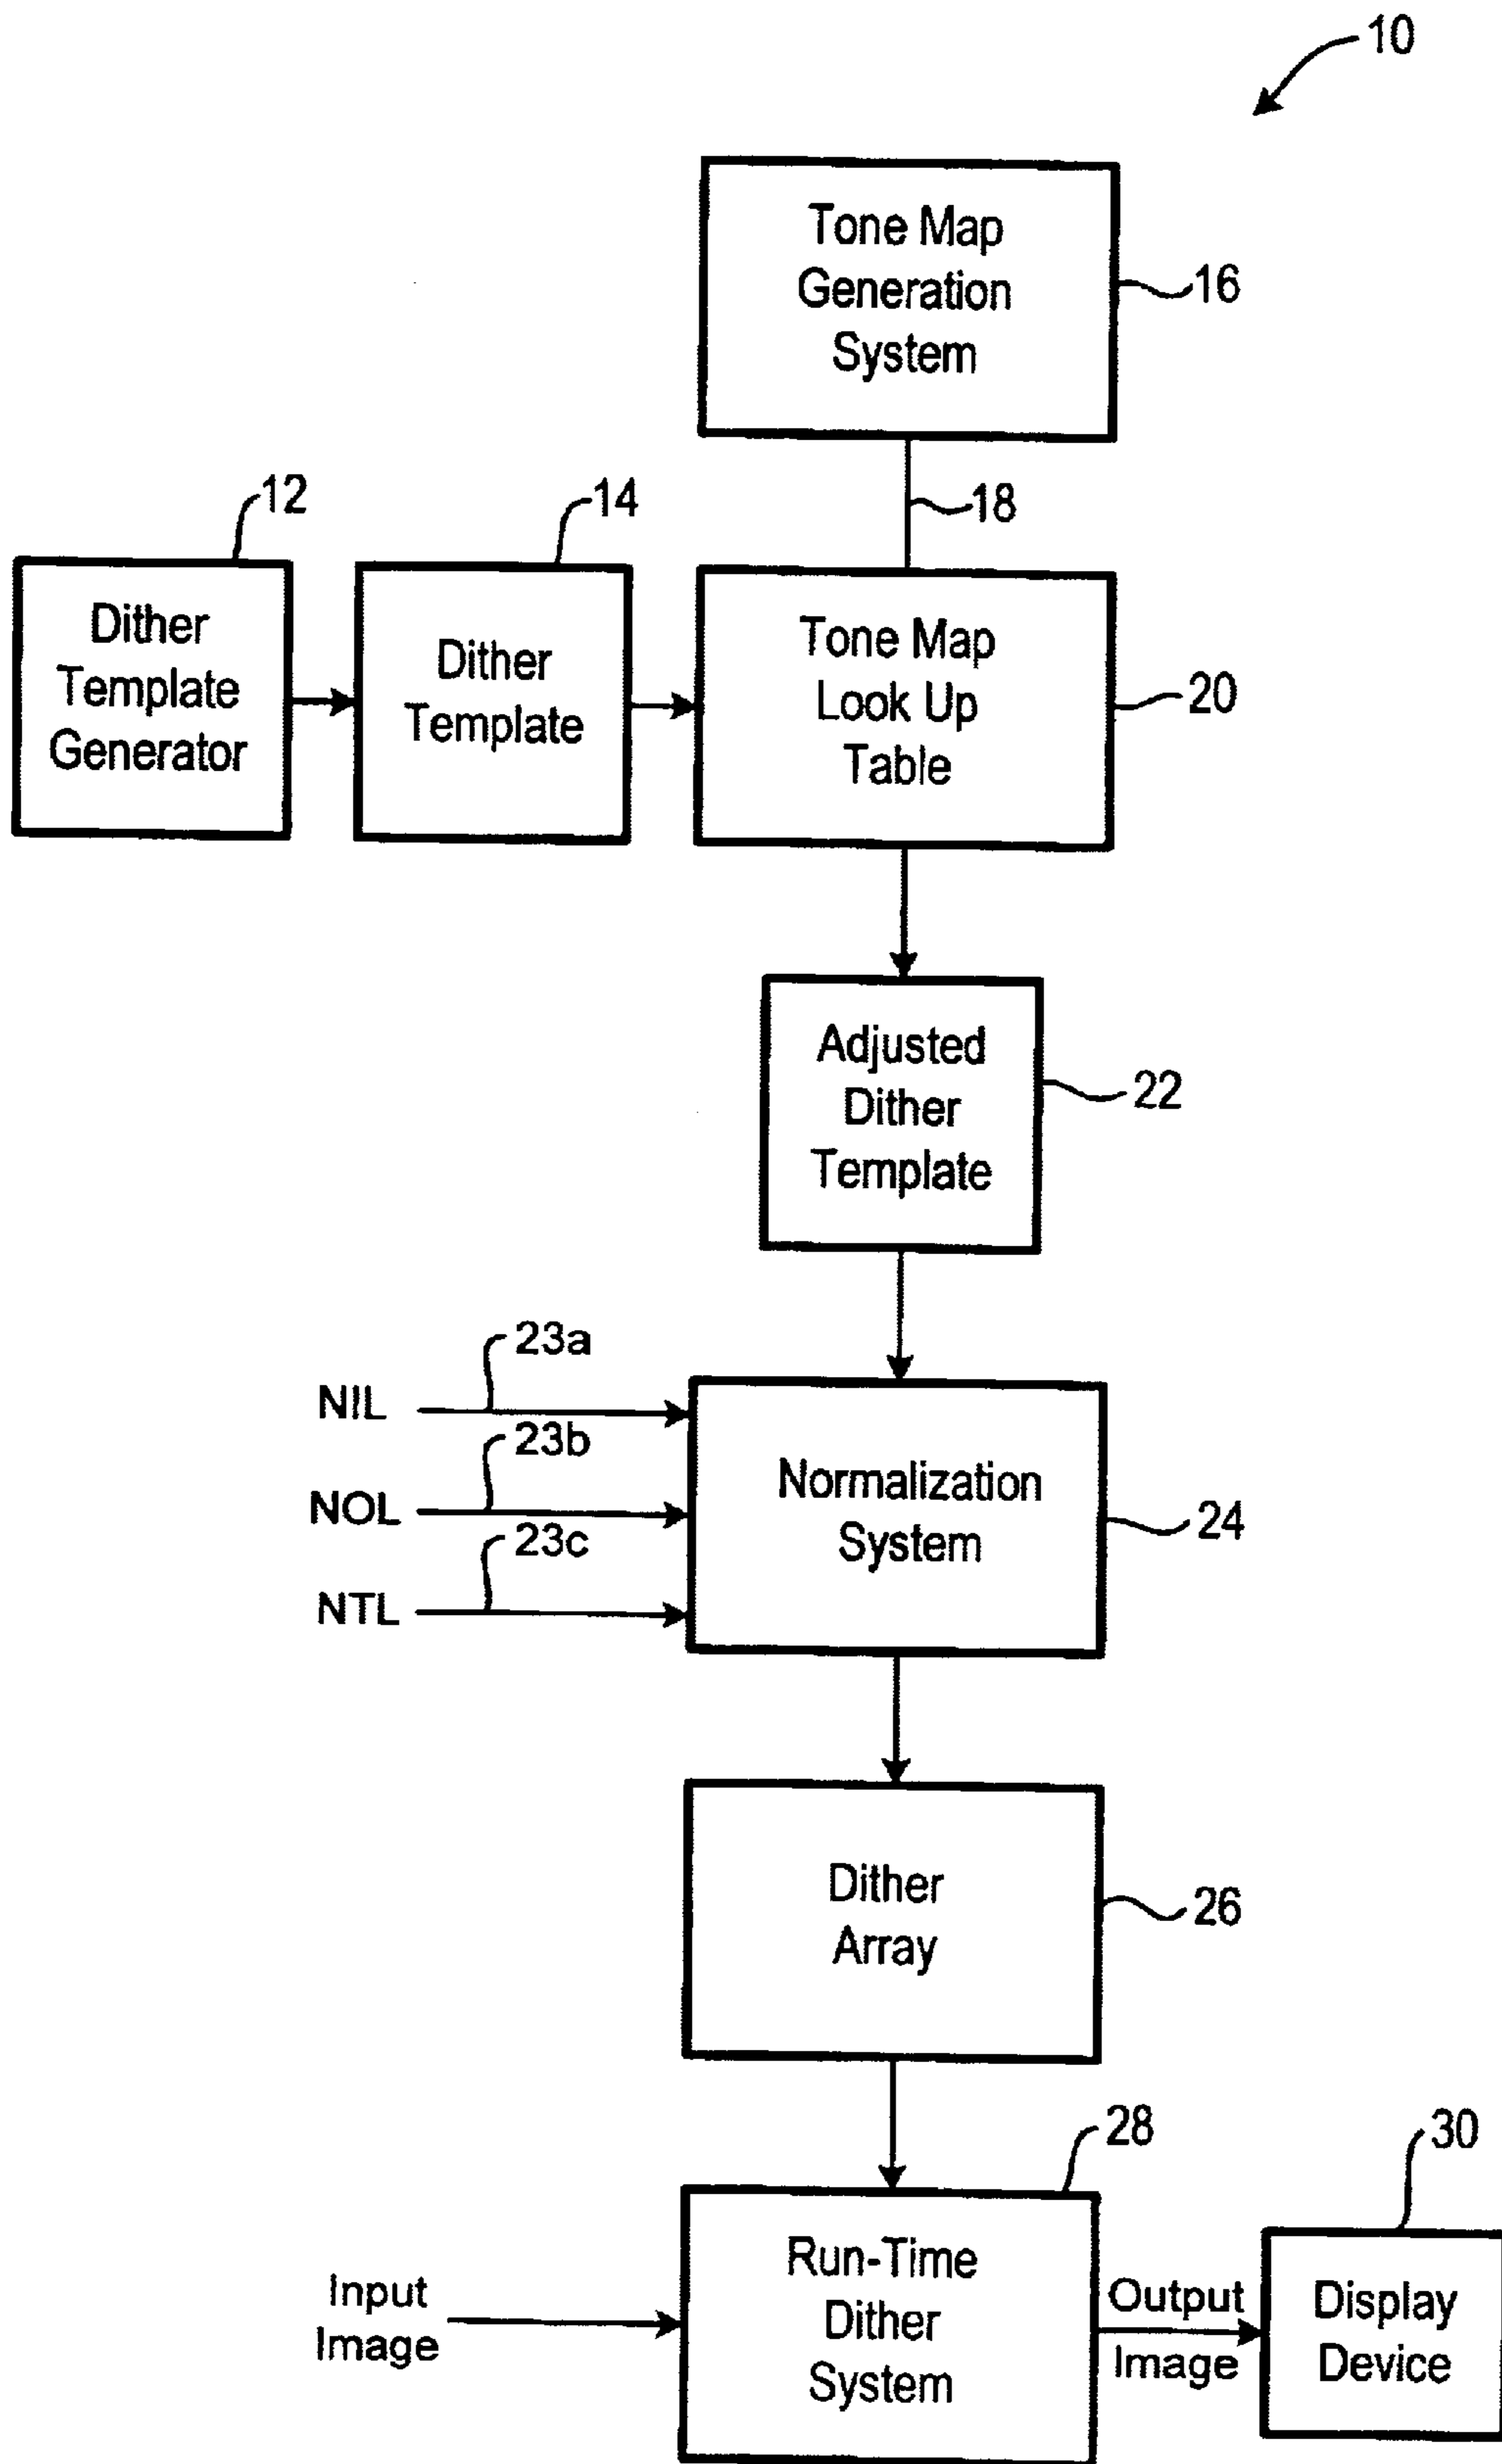 10
Tone Map
Generation
System
16
18
12
14
Dither
Template
Generator
Dither
Template
Tone Map
Look Up
Table
20
Adjusted
Dither
Template
22
23a
NIL
23b
NOL
23c
NTL
Normalization
System
24
Dither
Array
26
28
30
Input
Image
Run-Time
Dither
System
Output
Image
Display
Device